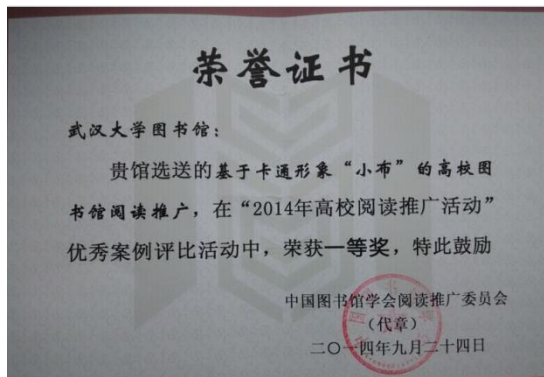 荣誉证书
武汉大学图书馆：
贵馆选送的基于卡通形象“小布”的高校图
书馆阅读推广，在“2014年高校阅读推广活动”
优秀案例评比活动中，荣获一等奖，特此鼓励
中国图书馆学会阅读推广委员会
（代章）
二〇一四年九月二十四日